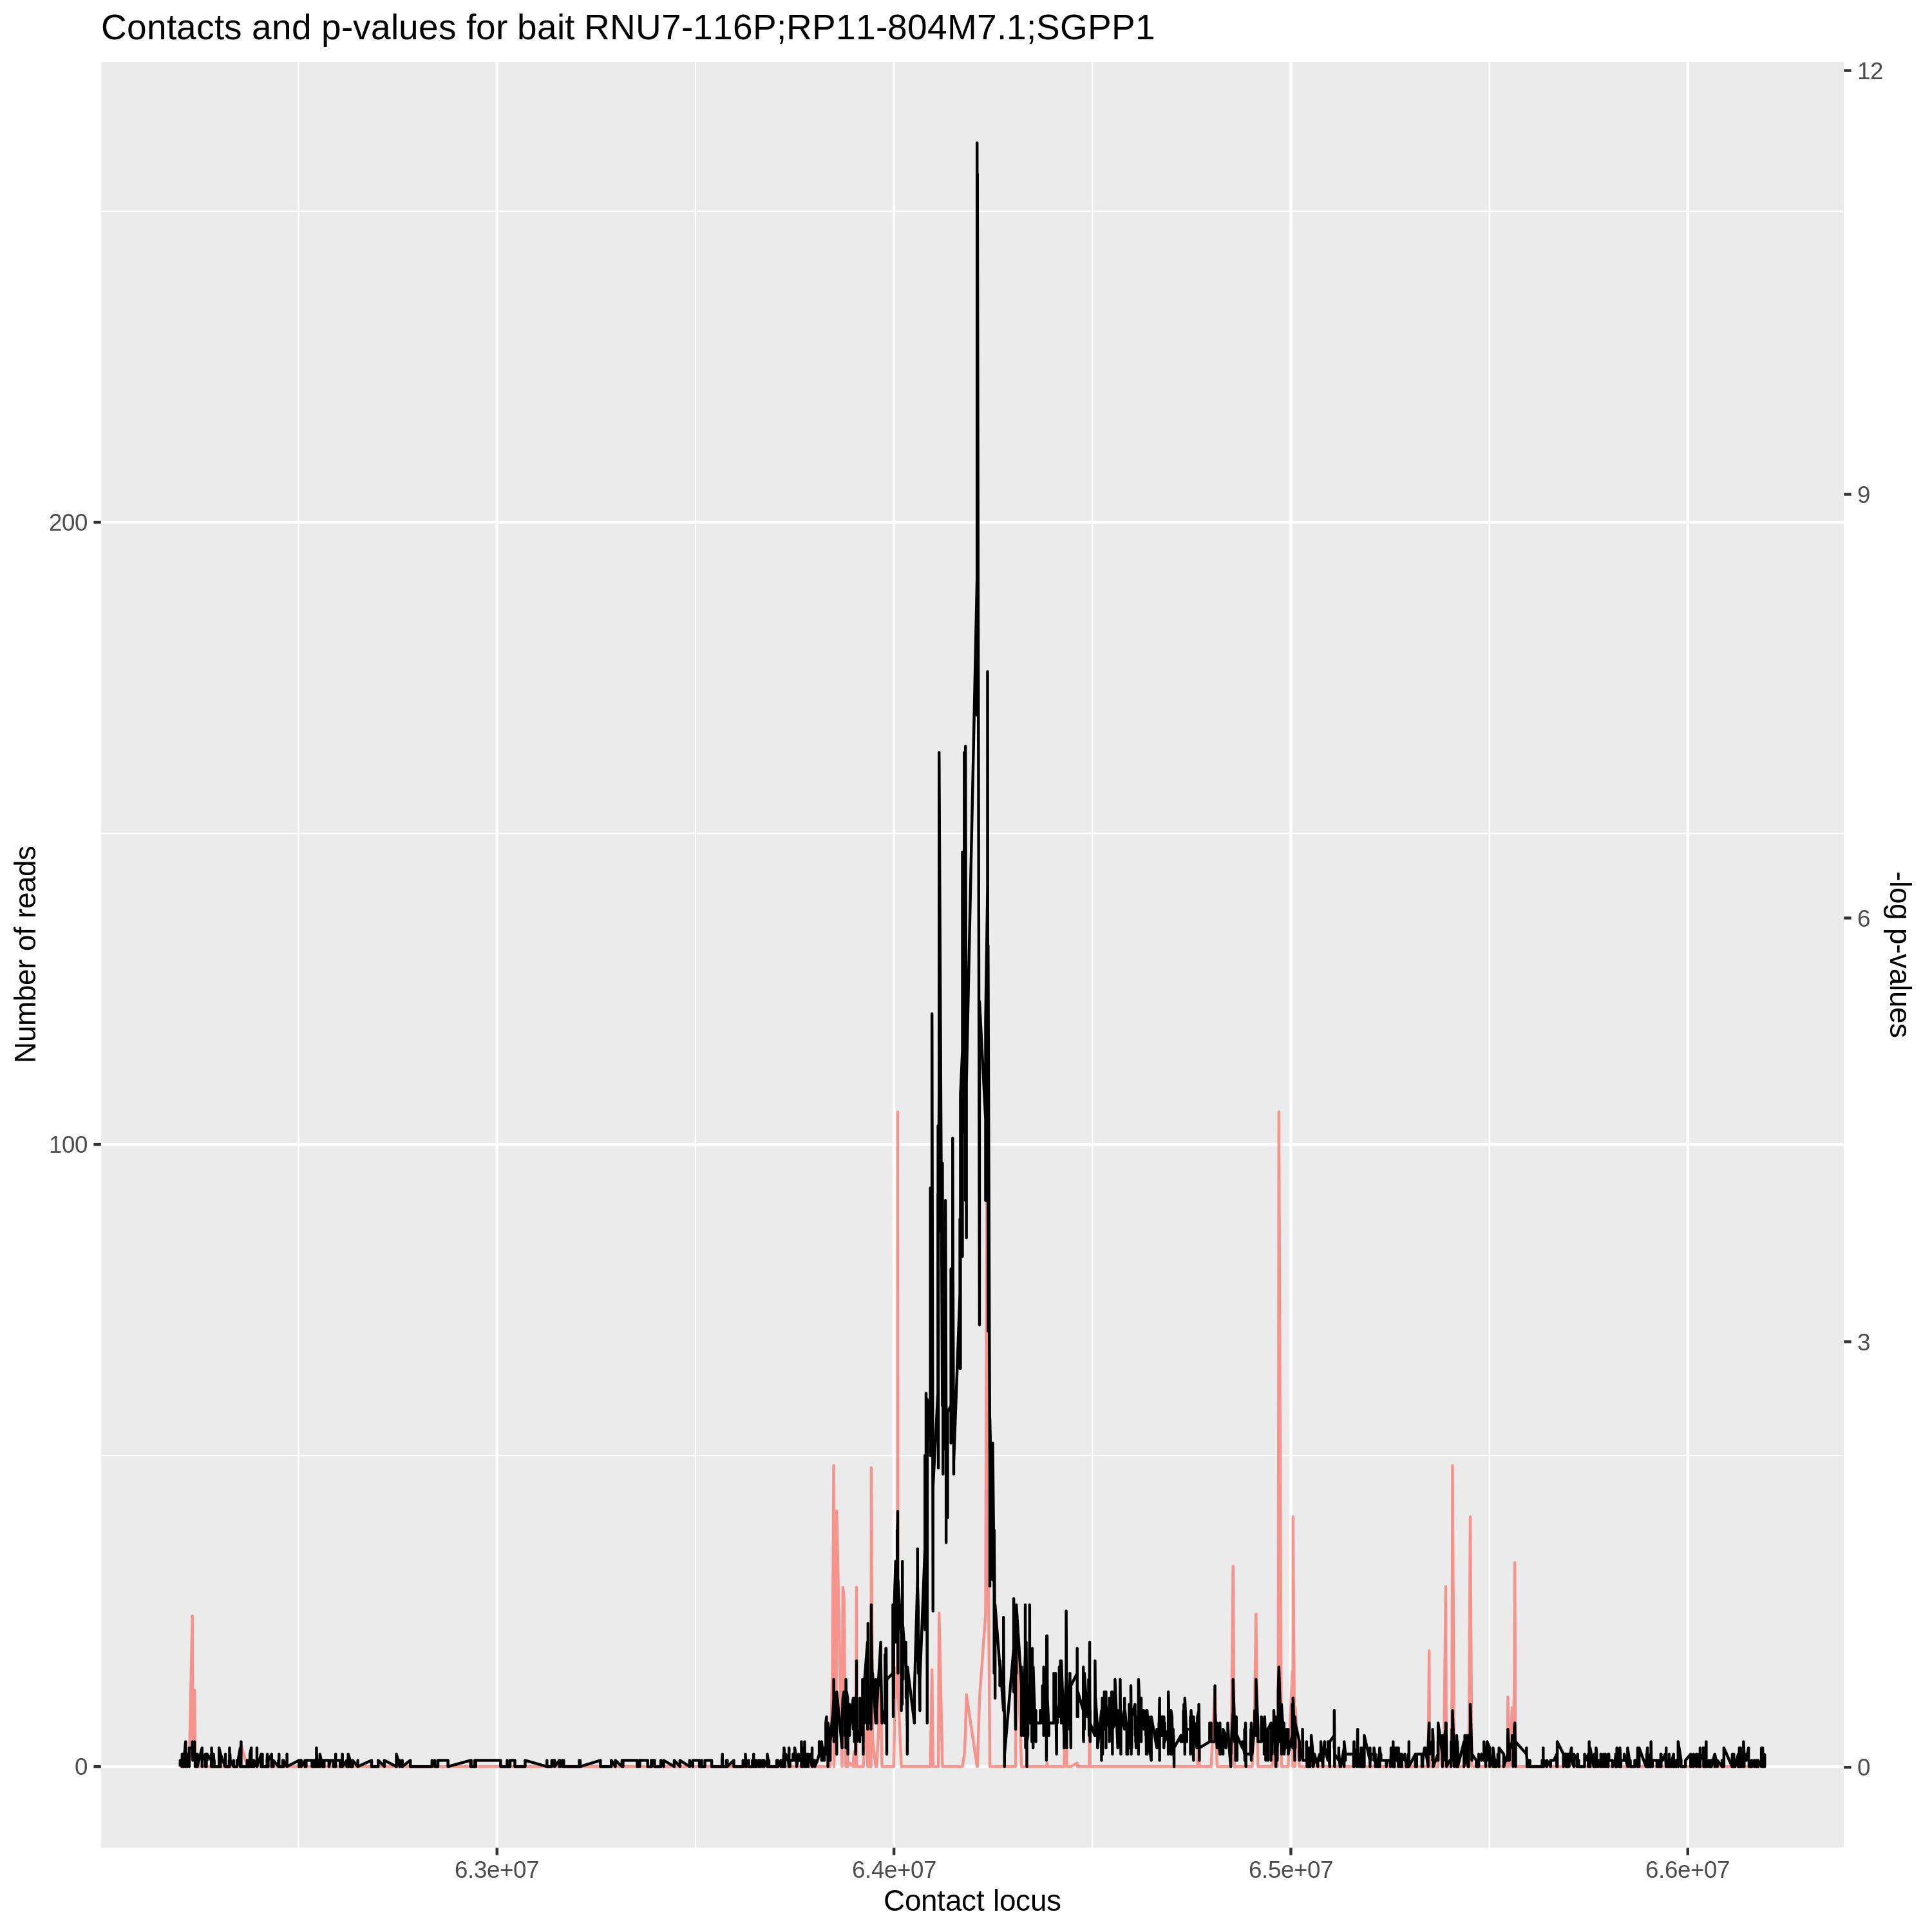 Contacts and p-values for bait RNU7-116P;RP11-804M7.1;SGPP1
12
9
6
3
0
-log p-values
200
100
0
Number of reads
6.3e+07
6.4e+07
6.5e+07
6.6e+07
Contact locus